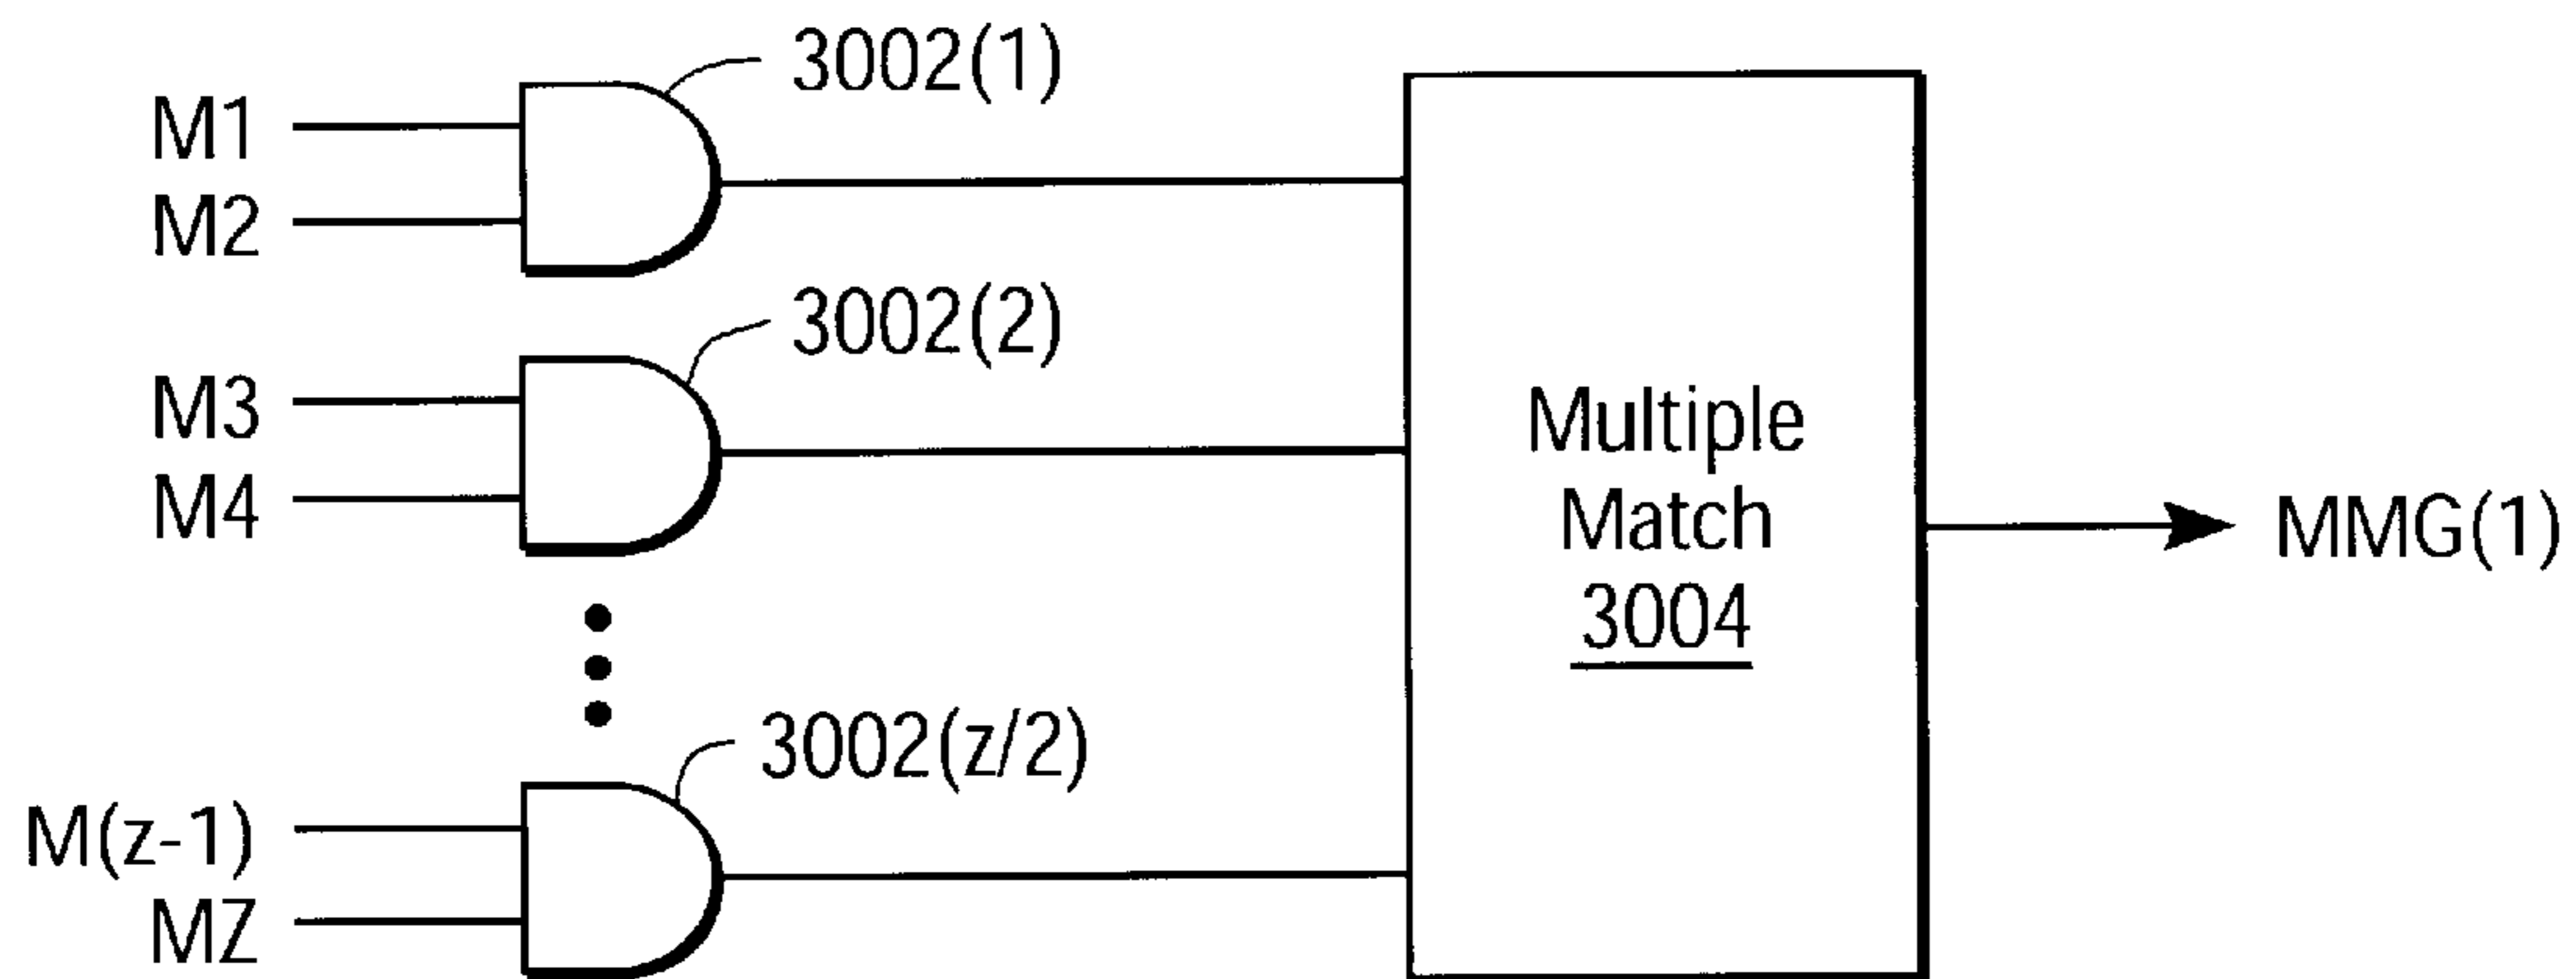 3002(1)
M1
M2
3002(2)
M3
M4
Multiple
Match
3004
MMG(1)
3002(z/2)
M(z-1)
MZ